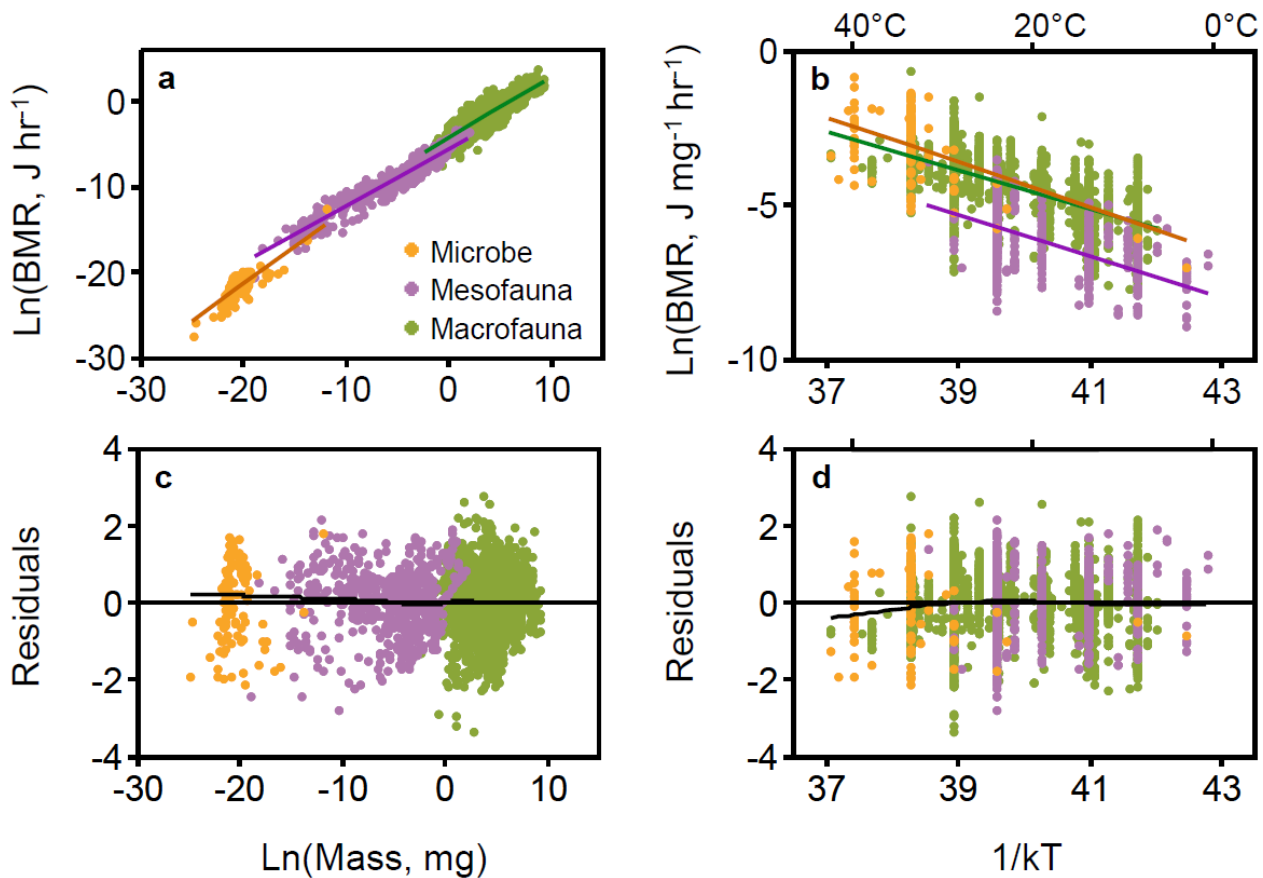 40°C 20°C 0°C
a
Ln(BMR, J hr⁻¹)
0
-10
-20
-30
Microbe
Mesofauna
Macrofauna
-30 -20 -10 0 10
b
Ln(BMR, J mg⁻¹ hr⁻¹)
0
-5
-10
37 39 41 43
c
Residuals
4
2
0
-2
-4
-30 -20 -10 0 10
Ln(Mass, mg)
d
Residuals
4
2
0
-2
-4
37 39 41 43
1/kT